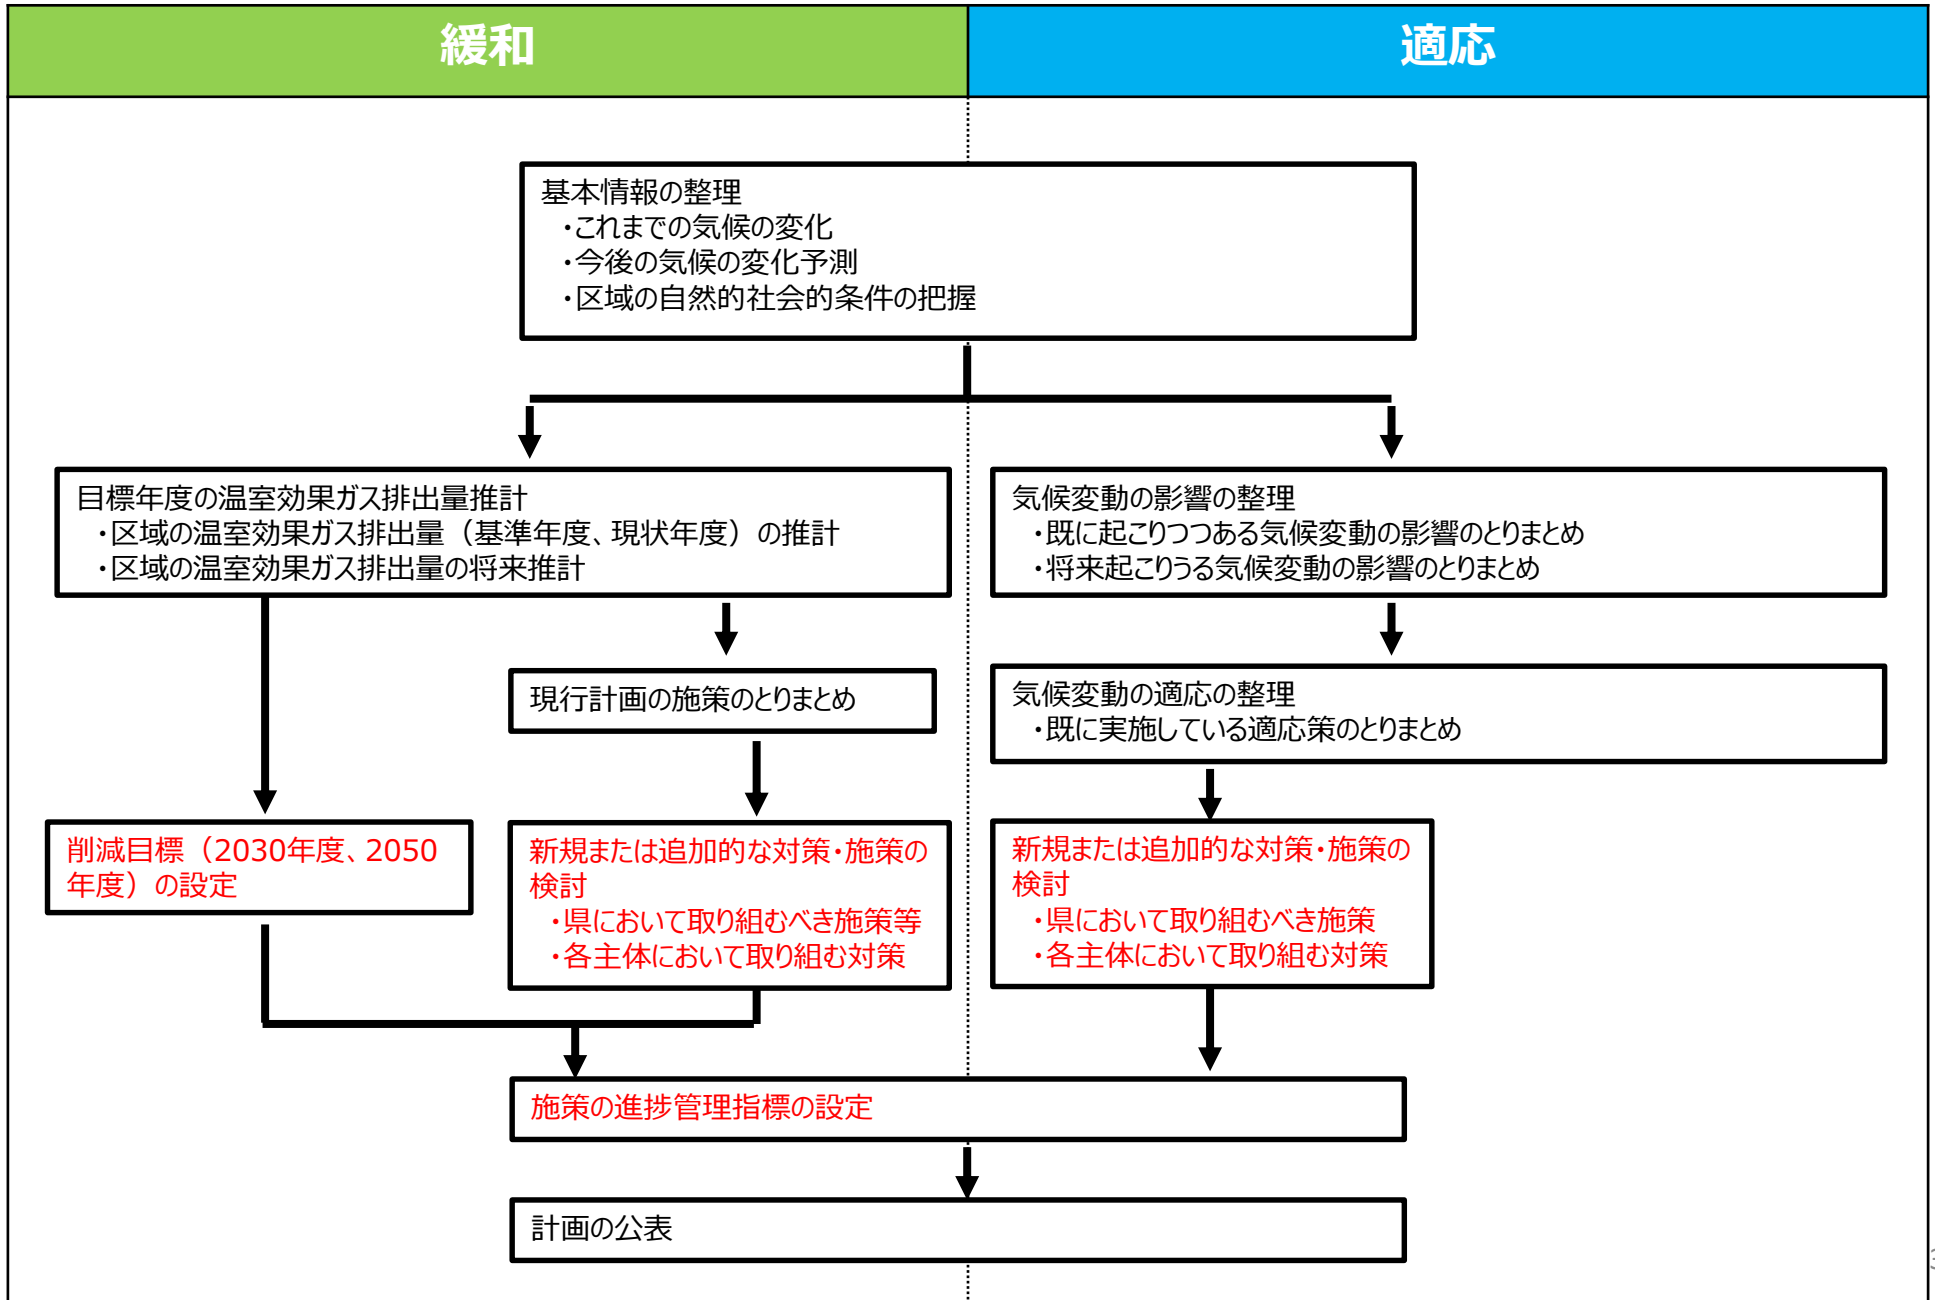 緩和
適応
基本情報の整理
・これまでの気候の変化
・今後の気候の変化予測
・区域の自然的社会的条件の把握
目標年度の温室効果ガス排出量推計
・区域の温室効果ガス排出量（基準年度、現状年度）の推計
・区域の温室効果ガス排出量の将来推計
気候変動の影響の整理
・既に起こりつつある気候変動の影響のとりまとめ
・将来起こりうる気候変動の影響のとりまとめ
現行計画の施策のとりまとめ
気候変動の適応の整理
・既に実施している適応策のとりまとめ
削減目標（2030年度、2050
年度）の設定
新規または追加的な対策・施策の
検討
・県において取り組むべき施策等
・各主体において取り組む対策
新規または追加的な対策・施策の
検討
・県において取り組むべき施策
・各主体において取り組む対策
施策の進捗管理指標の設定
計画の公表